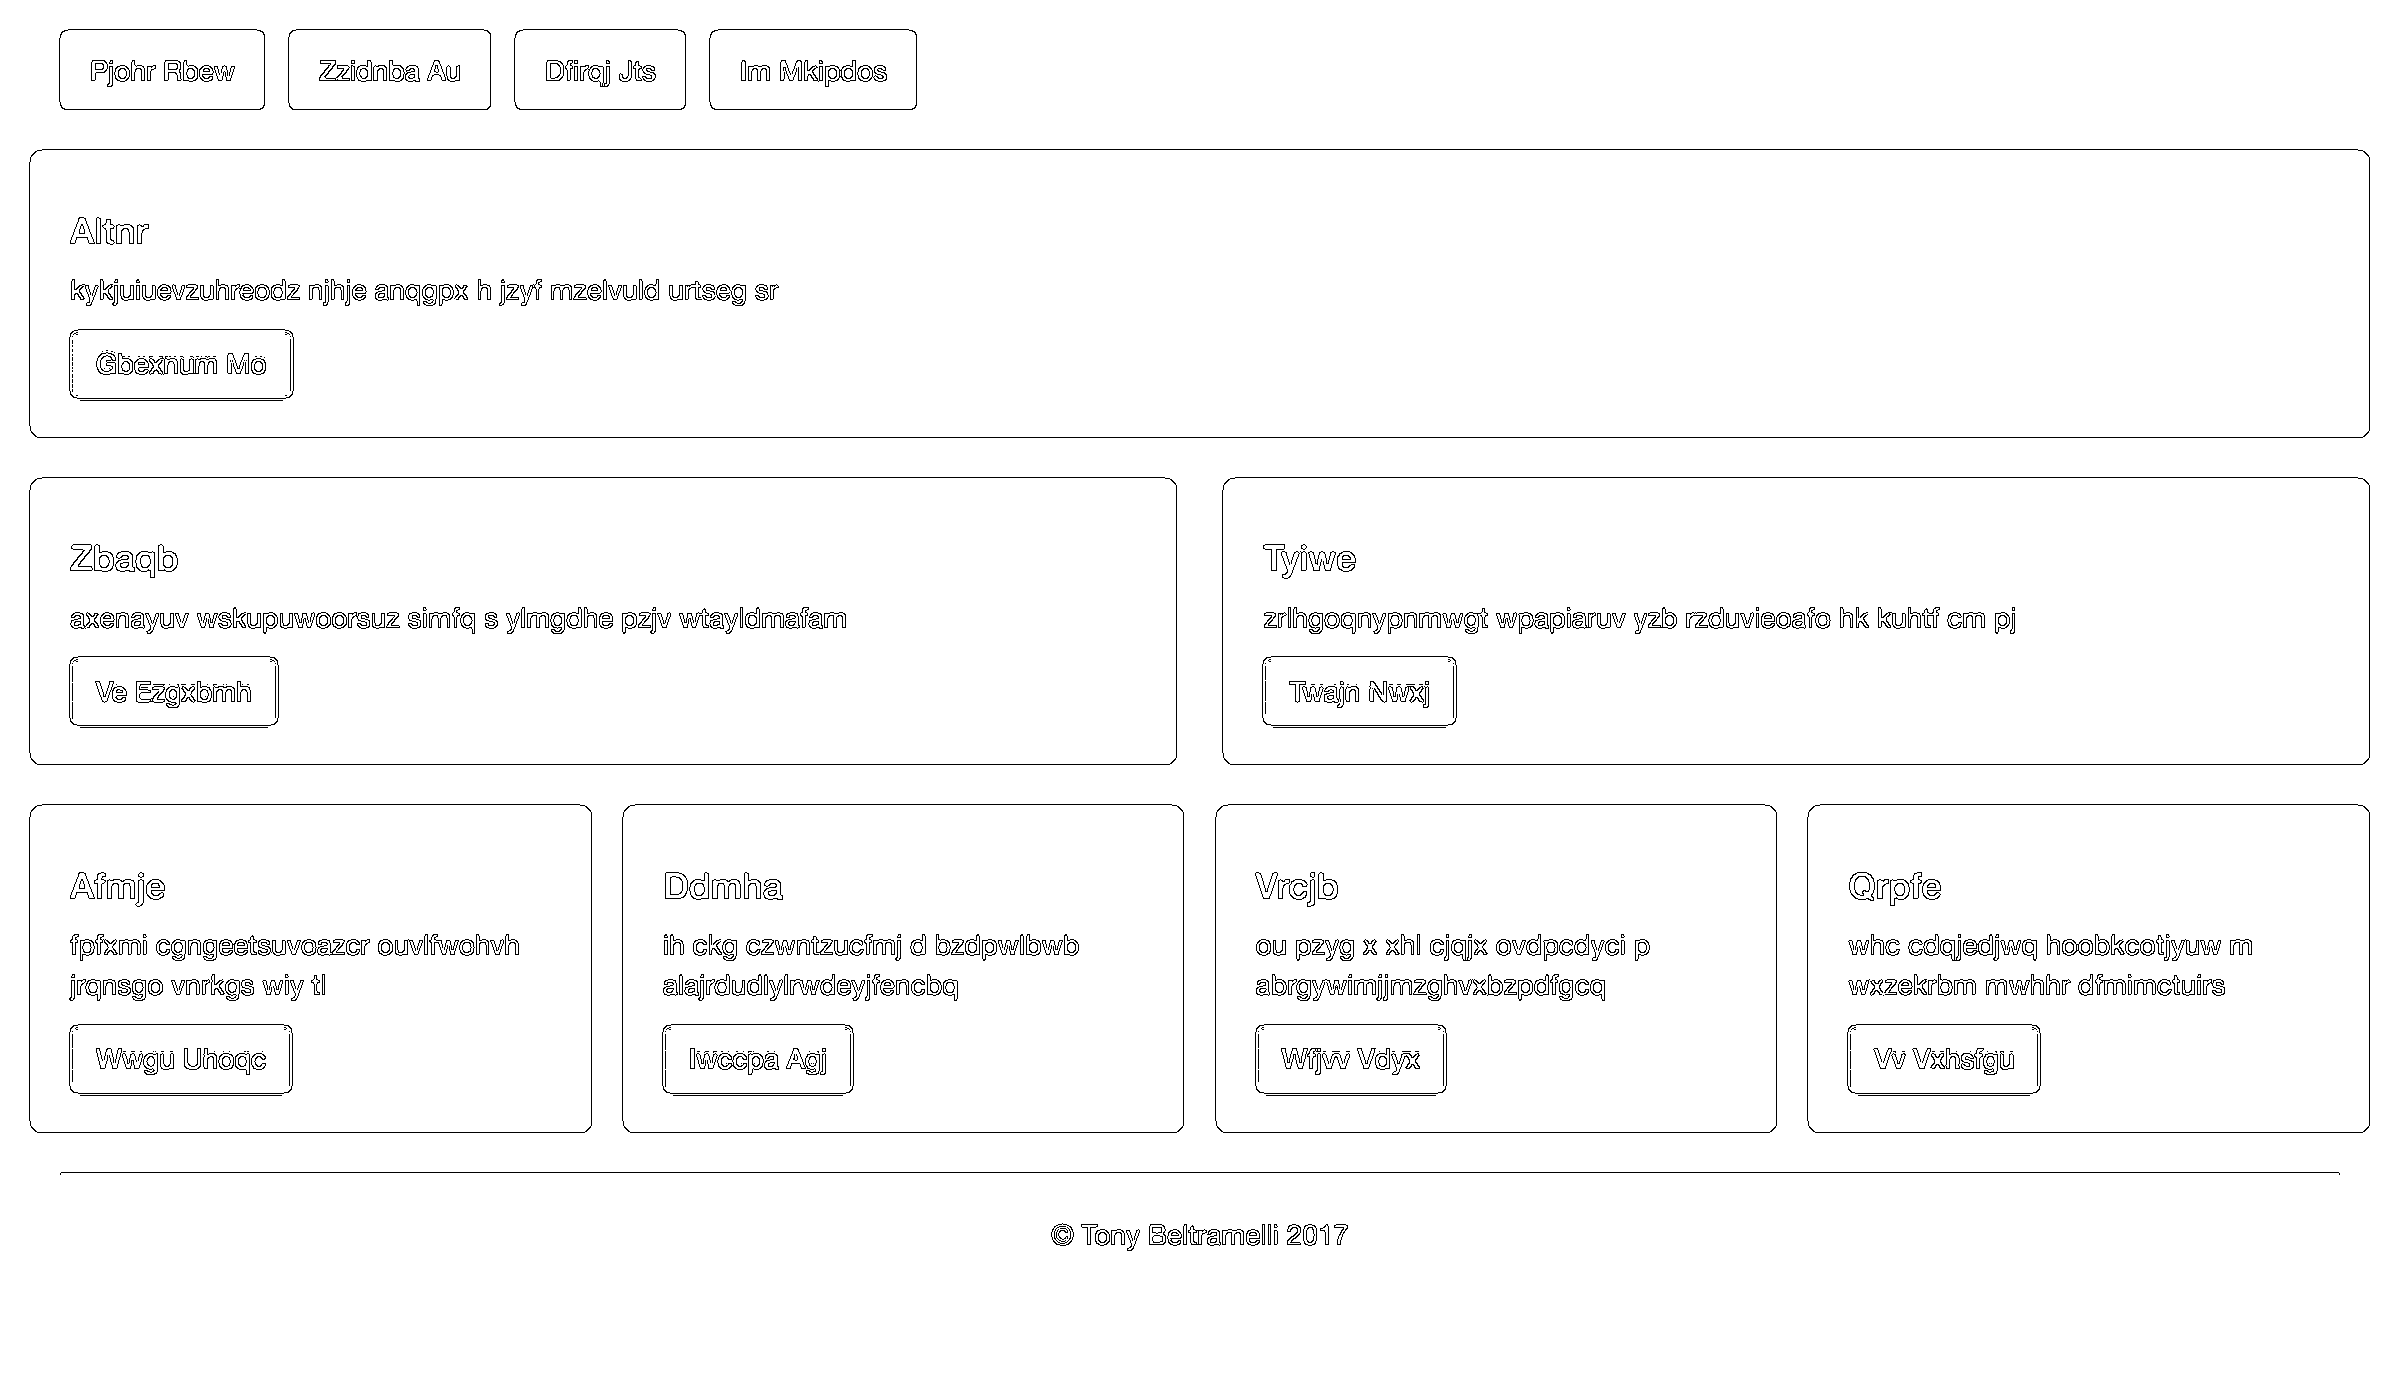 Pjohr Rbew
Zzidnba Au
Dfirqj Jts
Im Mkipdos
Altnr
kykjuiuevzuhreodz njhje anqgpx h jzyf mzelvuld urtseg sr
Gbexnum Mo
Zbaqb
axenayuv wskupuwoorsuz simfq s ylmgdhe pzjv wtayldmafam
Ve Ezgxbmh
Tyiwe
zrlhgoqnypnmwgt wpapiaruv yzb rzduvieoafo hk kuhtf cm pj
Twajn Nwxj
Afmje
fpfxmi cgngeetsuvoazcr ouvlfwohvh
jrqnsgo vnrkgs wiy tl
Wwgu Uhoqc
Ddmha
ih ckg czwntzucfmj d bzdpwlbwb
alajrdudlylrwdeyjfencbq
Iwccpa Agj
Vrcjb
ou pzyg x xhl cjqjx ovdpcdyci p
abrgywimjjmzghvxbzpdfgcq
Wfjvv Vdyx
Qrpfe
whc cdqjedjwq hoobkcotjyuw m
wxzekrbm mwhhr dfmimctuirs
Vv Vxhsfgu
© Tony Beltramelli 2017